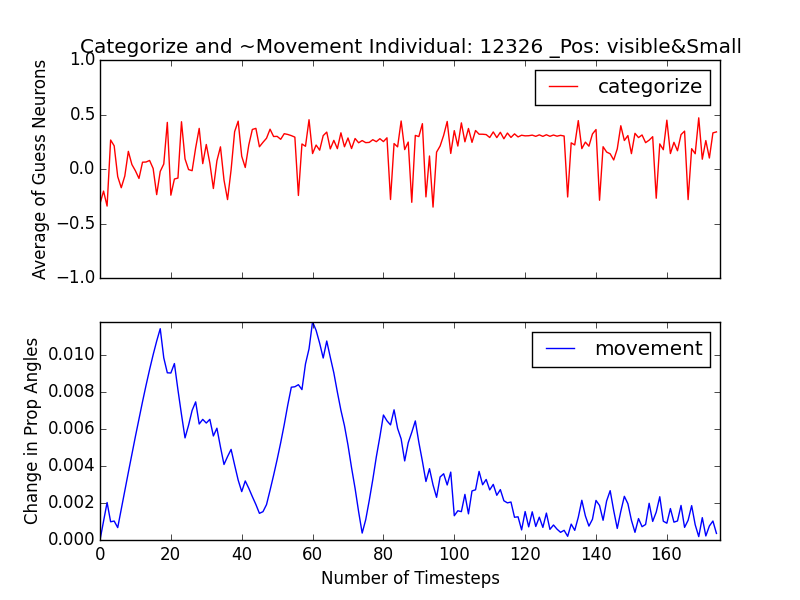 Categorize and ~Movement Individual: 12326 _Pos: visible&Small
1.0
0.5
0.0
−0.5
−1.0
Average of Guess Neurons
categorize
0.010
0.008
0.006
0.004
0.002
0.000
Change in Prop Angles
movement
0 20 40 60 80 100 120 140 160
Number of Timesteps